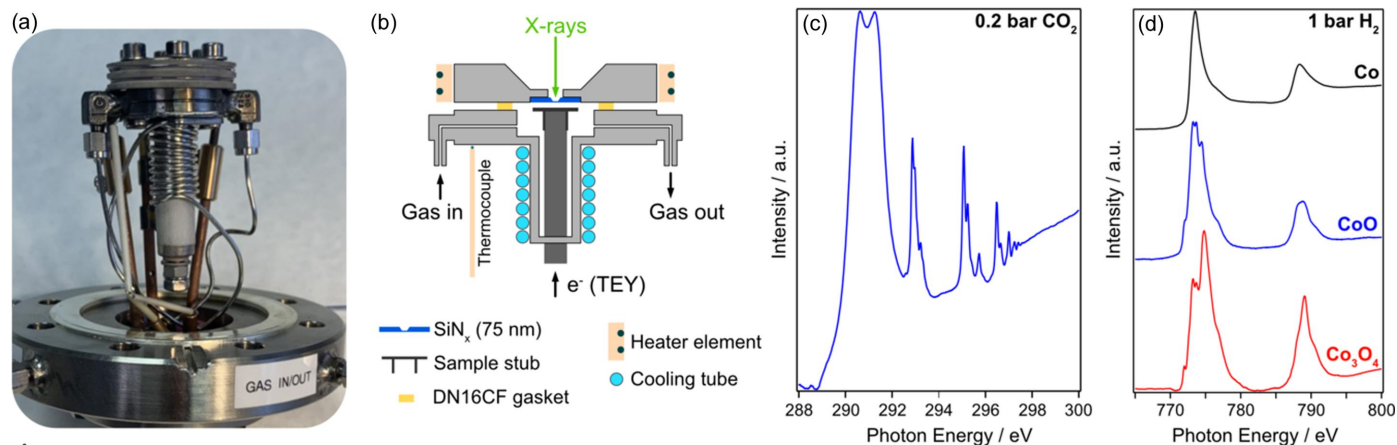 (a)
GAS IN/OUT
(b)
X-rays
Gas in
Thermocouple
Gas out
e⁻ (TEY)
SiNₓ (75 nm)
Sample stub
DN16CF gasket
Heater element
Cooling tube
(c)
0.2 bar CO₂
Intensity / a.u.
288 290 292 294 296 298 300
Photon Energy / eV
(d)
1 bar H₂
Co
CoO
Co₃O₄
Intensity / a.u.
770 780 790 800
Photon Energy / eV